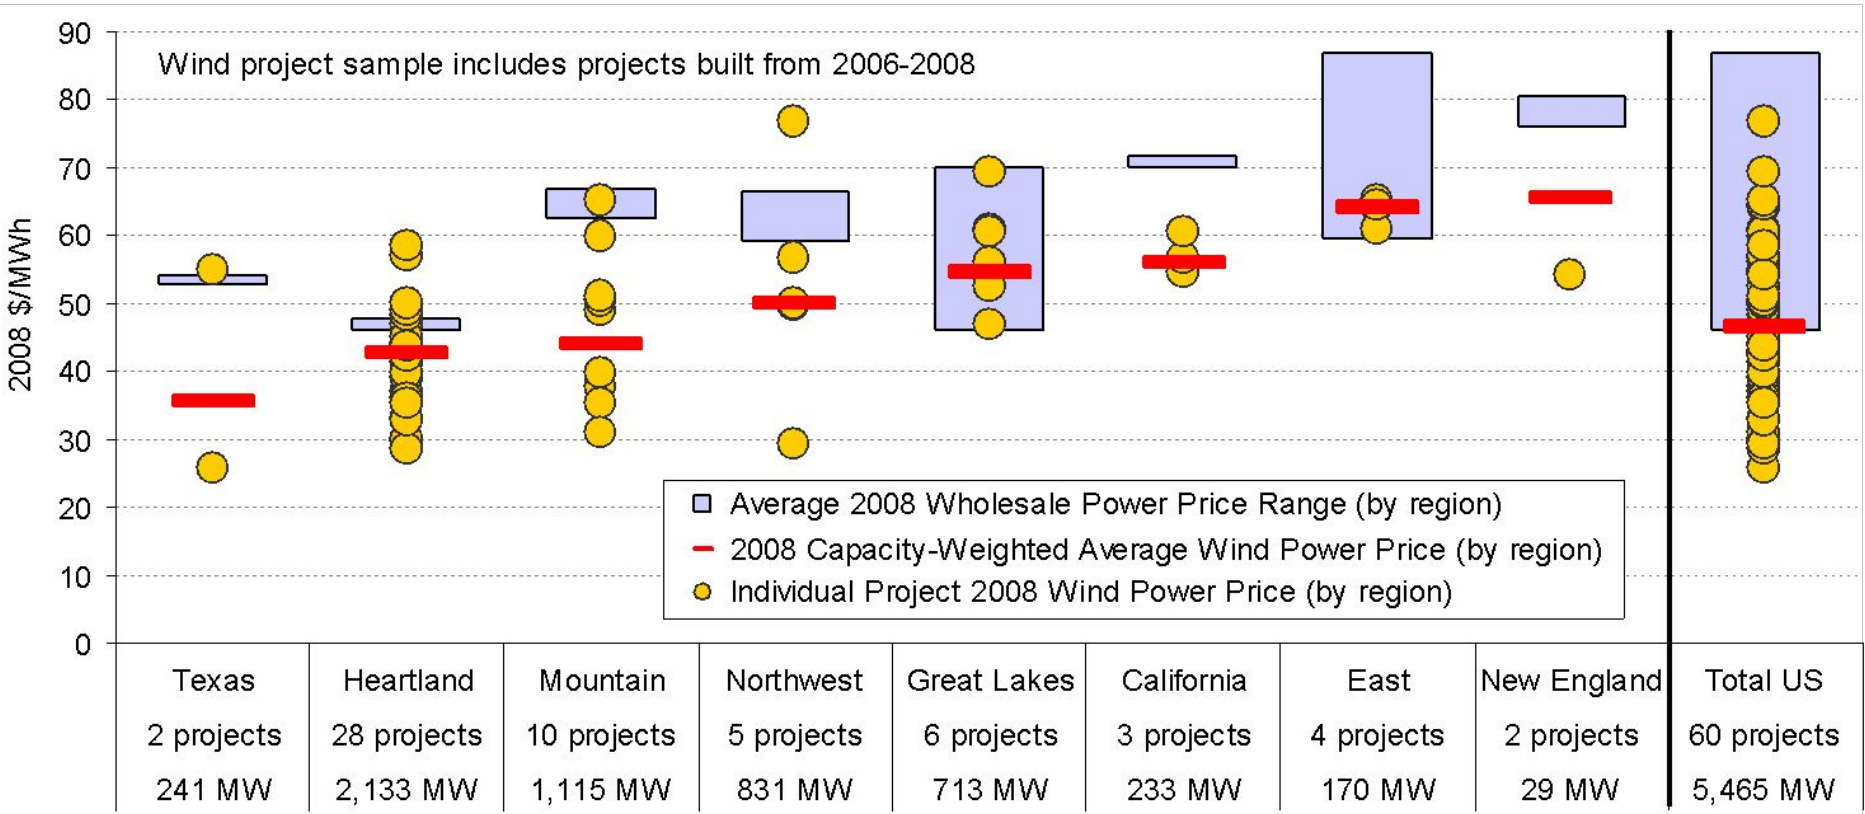 90
80
70
60
50
40
30
20
10
0
2008 $/MWh
Wind project sample includes projects built from 2006-2008
Average 2008 Wholesale Power Price Range (by region)
2008 Capacity-Weighted Average Wind Power Price (by region)
Individual Project 2008 Wind Power Price (by region)
Texas Heartland Mountain Northwest Great Lakes California East New England Total US
2 projects 28 projects 10 projects 5 projects 6 projects 3 projects 4 projects 2 projects 60 projects
241 MW 2,133 MW 1,115 MW 831 MW 713 MW 233 MW 170 MW 29 MW 5,465 MW